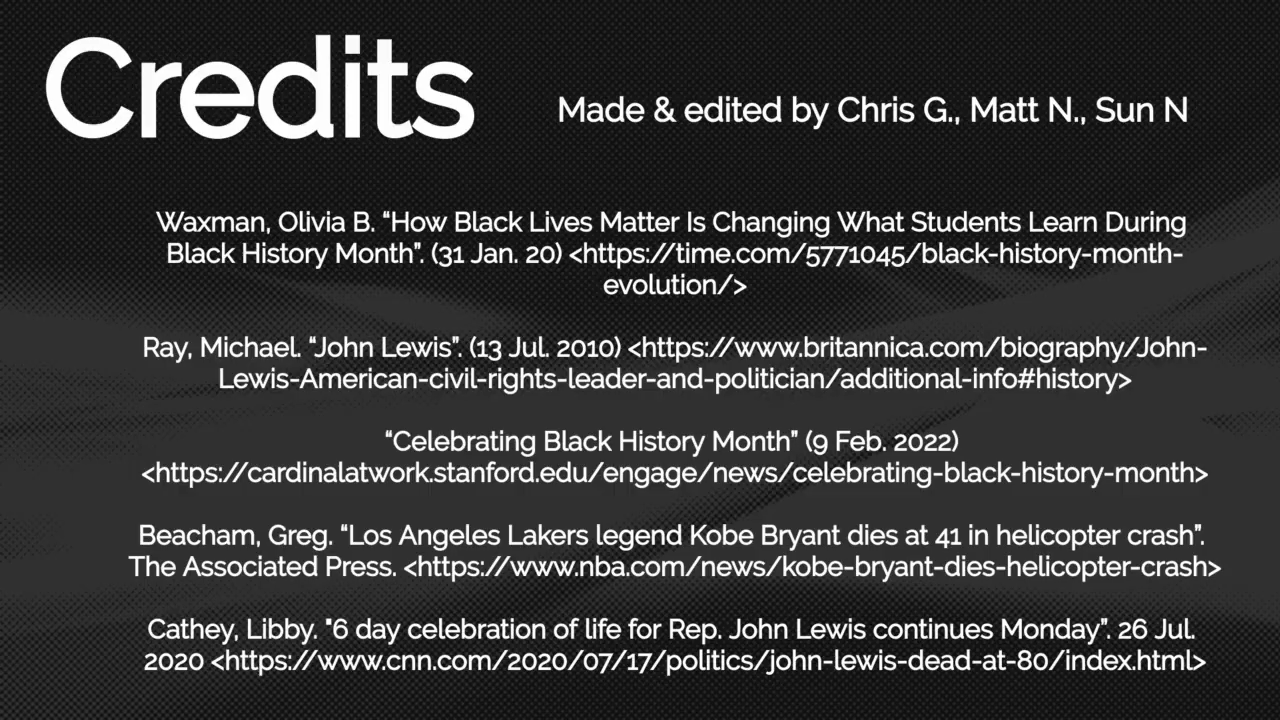 Credits
Made & edited by Chris G., Matt N., Sun N
Waxman, Olivia B. “How Black Lives Matter Is Changing What Students Learn During
Black History Month”. (31 Jan. 20) <https://time.com/5771045/black-history-month-
evolution/>
Ray, Michael. “John Lewis”. (13 Jul. 2010) <https://www.britannica.com/biography/John-
Lewis-American-civil-rights-leader-and-politician/additional-info#history>
“Celebrating Black History Month” (9 Feb. 2022)
<https://cardinalatwork.stanford.edu/engage/news/celebrating-black-history-month>
Beacham, Greg. “Los Angeles Lakers legend Kobe Bryant dies at 41 in helicopter crash”.
The Associated Press. <https://www.nba.com/news/kobe-bryant-dies-helicopter-crash>
Cathey, Libby. "6 day celebration of life for Rep. John Lewis continues Monday”. 26 Jul.
2020 <https://www.cnn.com/2020/07/17/politics/john-lewis-dead-at-80/index.html>